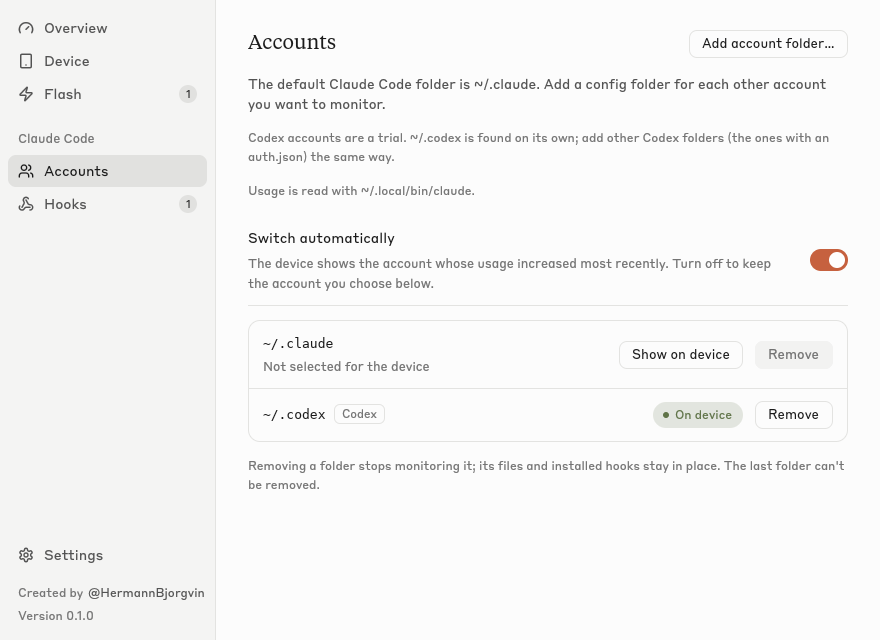 Overview
Device
Flash 1
Claude Code
Accounts
Hooks 1
Settings
Created by @HermannBjorgvin
Version 0.1.0
Accounts
Add account folder...
The default Claude Code folder is ~/.claude. Add a config folder for each other account
you want to monitor.
Codex accounts are a trial. ~/.codex is found on its own; add other Codex folders (the ones with an
auth.json) the same way.
Usage is read with ~/.local/bin/claude.
Switch automatically
The device shows the account whose usage increased most recently. Turn off to keep
the account you choose below.
~/.claude
Not selected for the device
Show on device
Remove
~/.codex Codex
On device
Remove
Removing a folder stops monitoring it; its files and installed hooks stay in place. The last folder can't
be removed.